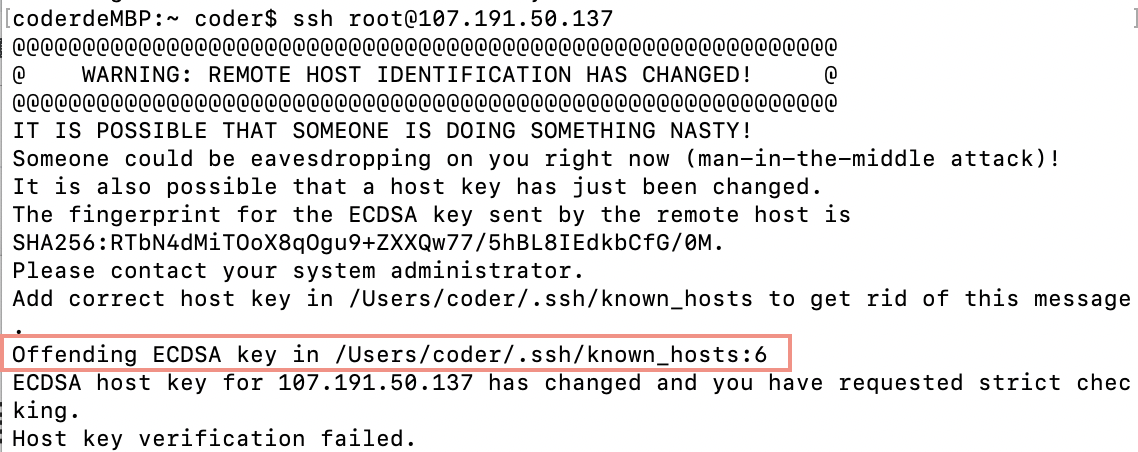 [coderdeMBP:~ coder$ ssh root@107.191.50.137 ]
@@@@@@@@@@@@@@@@@@@@@@@@@@@@@@@@@@@@@@@@@@@@@@@@@@@@@@@@@@@
@    WARNING: REMOTE HOST IDENTIFICATION HAS CHANGED!     @
@@@@@@@@@@@@@@@@@@@@@@@@@@@@@@@@@@@@@@@@@@@@@@@@@@@@@@@@@@@
IT IS POSSIBLE THAT SOMEONE IS DOING SOMETHING NASTY!
Someone could be eavesdropping on you right now (man-in-the-middle attack)!
It is also possible that a host key has just been changed.
The fingerprint for the ECDSA key sent by the remote host is
SHA256:RTbN4dMiTOoX8qOgu9+ZXXQw77/5hBL8IEdkbCfG/0M.
Please contact your system administrator.
Add correct host key in /Users/coder/.ssh/known_hosts to get rid of this message
.
Offending ECDSA key in /Users/coder/.ssh/known_hosts:6
ECDSA host key for 107.191.50.137 has changed and you have requested strict chec
king.
Host key verification failed.